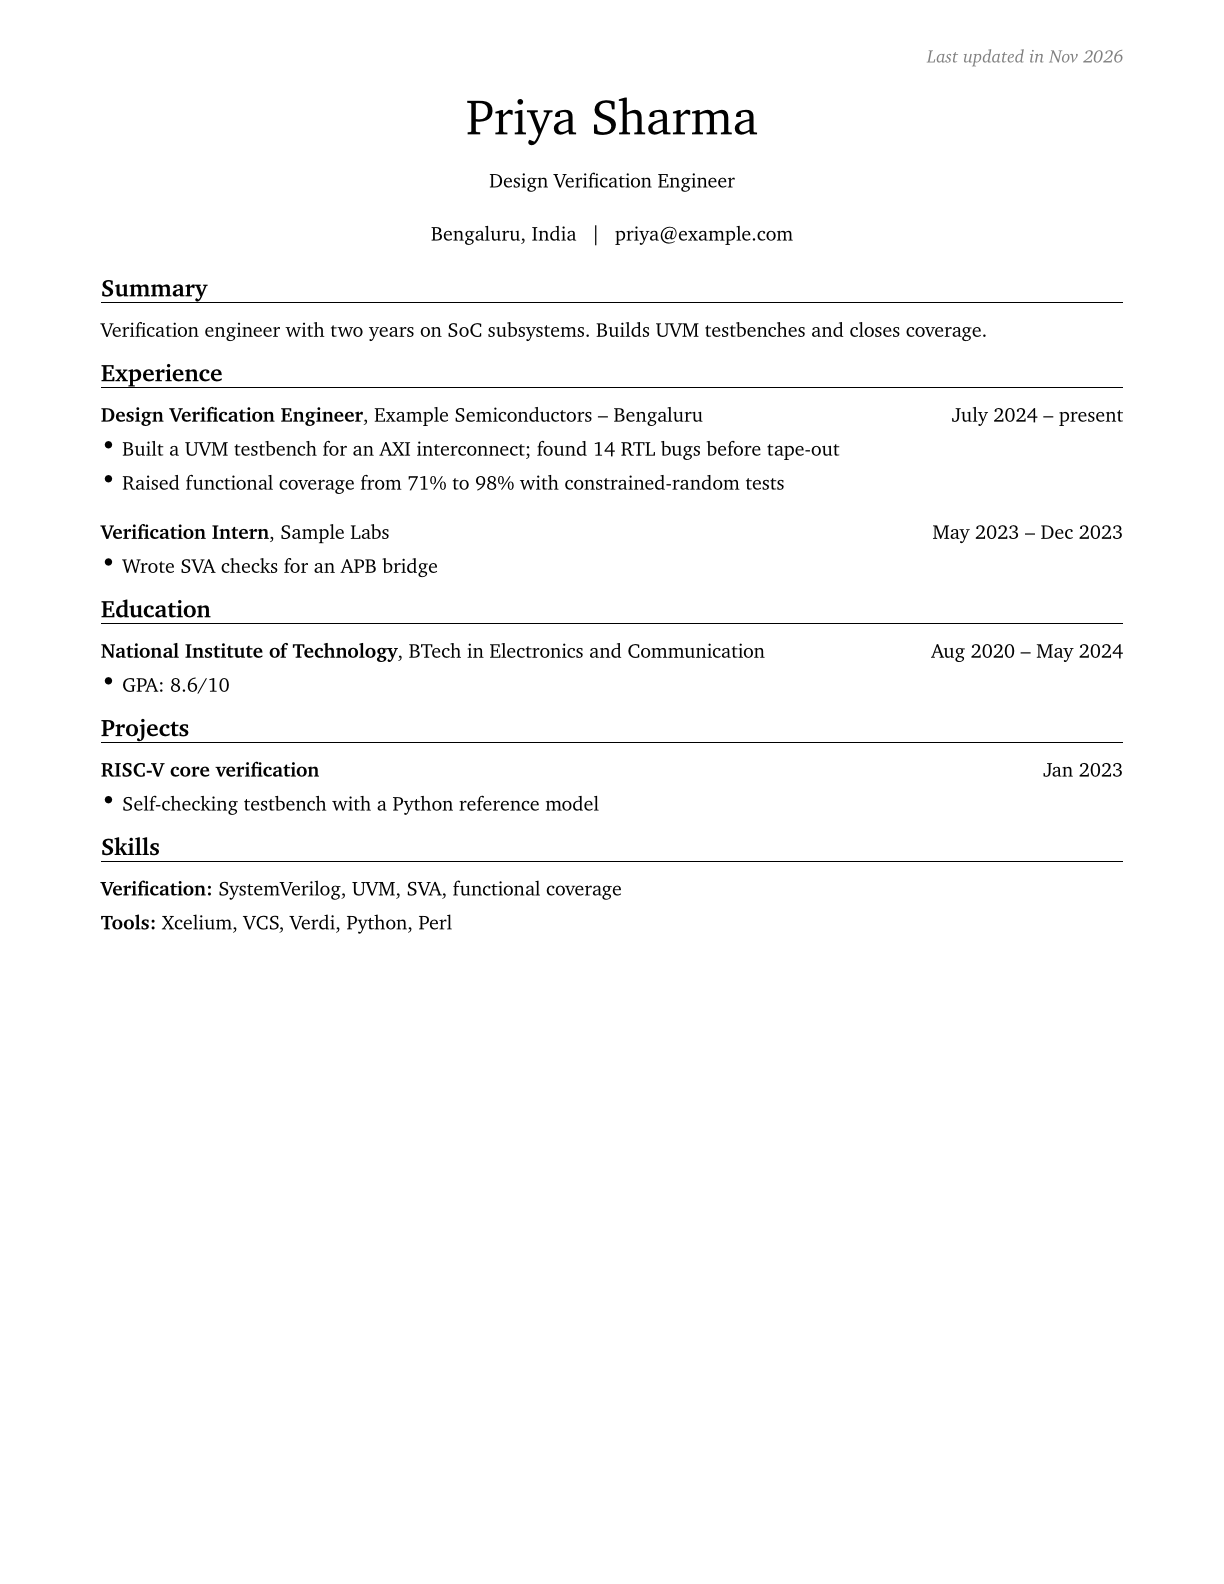 Last updated in Nov 2026
Priya Sharma
Design Verification Engineer
Bengaluru, India | priya@example.com
Summary
Verification engineer with two years on SoC subsystems. Builds UVM testbenches and closes coverage.
Experience
Design Verification Engineer, Example Semiconductors – Bengaluru July 2024 – present
• Built a UVM testbench for an AXI interconnect; found 14 RTL bugs before tape-out
• Raised functional coverage from 71% to 98% with constrained-random tests
Verification Intern, Sample Labs May 2023 – Dec 2023
• Wrote SVA checks for an APB bridge
Education
National Institute of Technology, BTech in Electronics and Communication Aug 2020 – May 2024
• GPA: 8.6/10
Projects
RISC-V core verification Jan 2023
• Self-checking testbench with a Python reference model
Skills
Verification: SystemVerilog, UVM, SVA, functional coverage
Tools: Xcelium, VCS, Verdi, Python, Perl